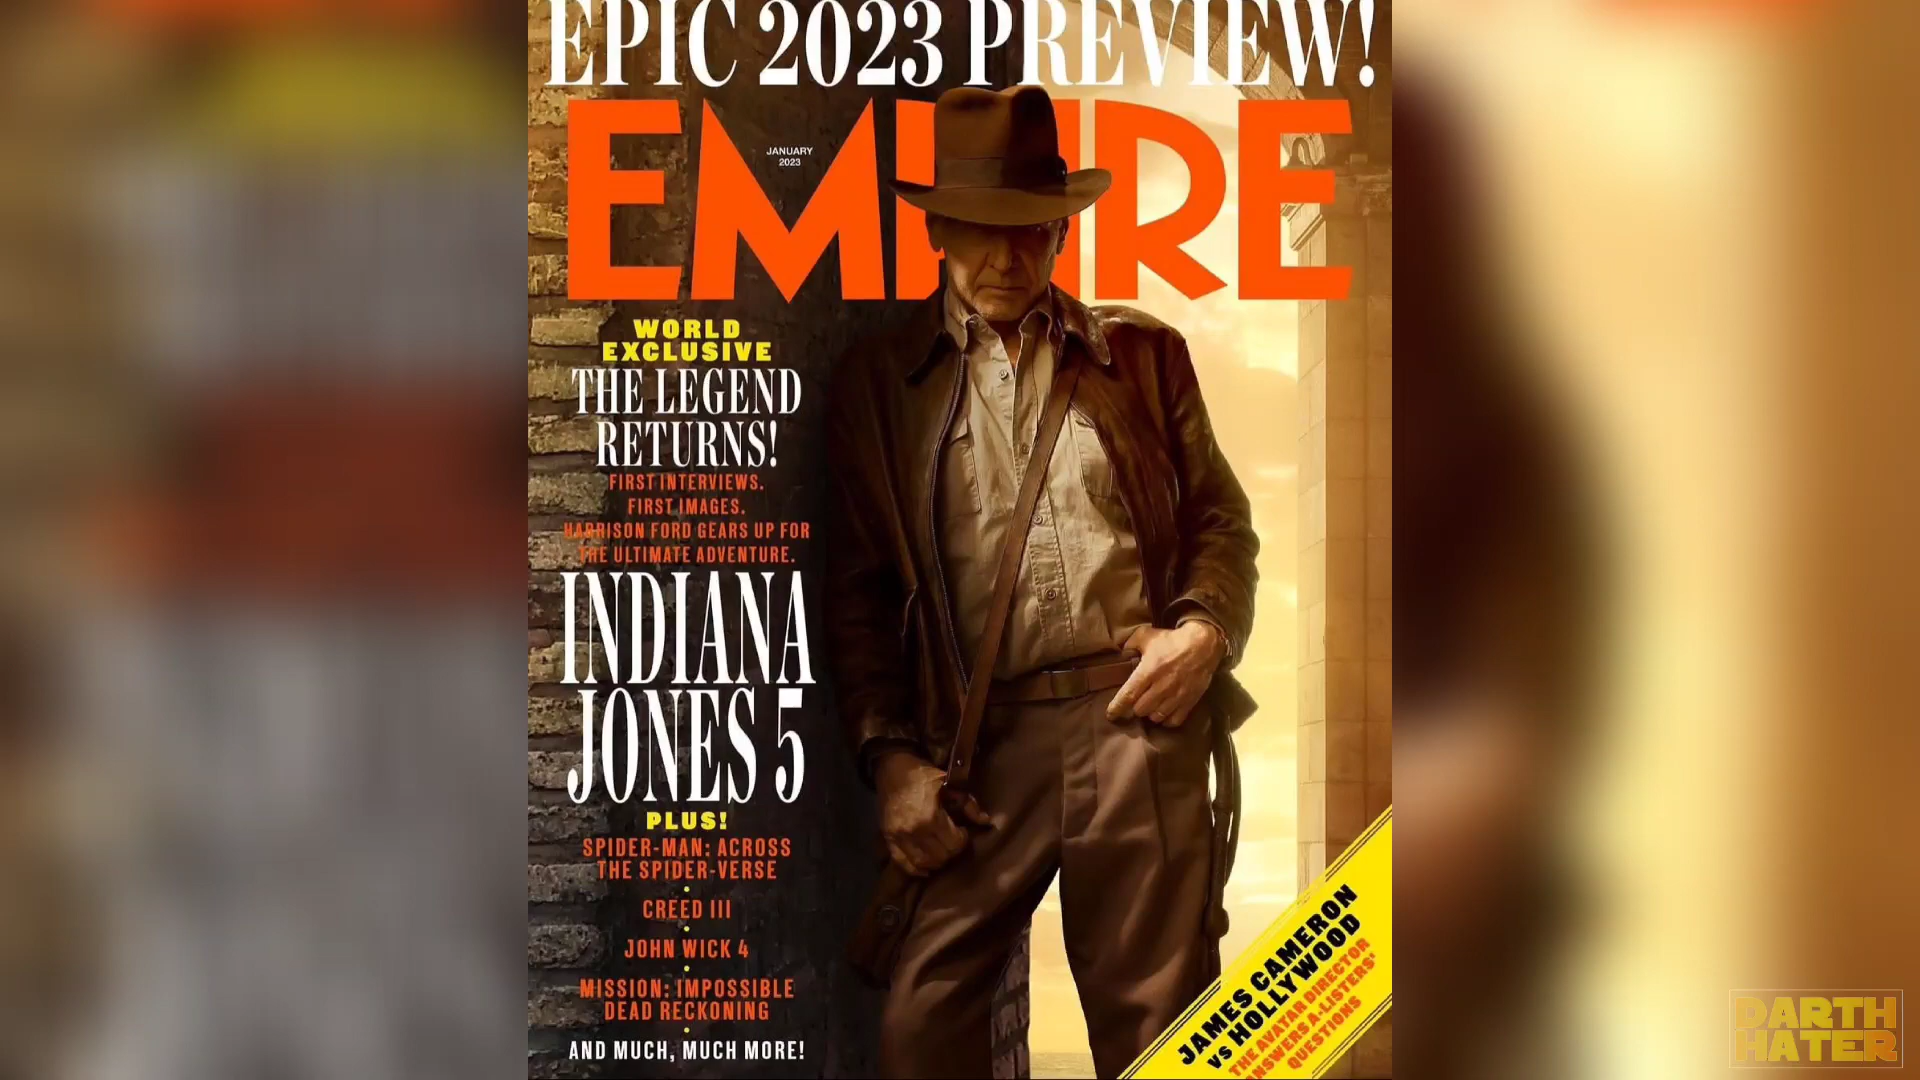 EPIC 2023 PREVIEW!
EMPIRE
JANUARY
2023
WORLD
EXCLUSIVE
THE LEGEND
RETURNS!
FIRST INTERVIEWS.
FIRST IMAGES.
HARRISON FORD GEARS UP FOR
THE ULTIMATE ADVENTURE.
INDIANA
JONES 5
PLUS!
SPIDER-MAN: ACROSS
THE SPIDER-VERSE
CREED III
JOHN WICK 4
MISSION: IMPOSSIBLE
DEAD RECKONING
AND MUCH, MUCH MORE!
JAMES CAMERON
VS HOLLYWOOD
THE AVATAR DIRECTOR
ANSWERS A-LISTERS'
QUESTIONS
DARTH
HATER